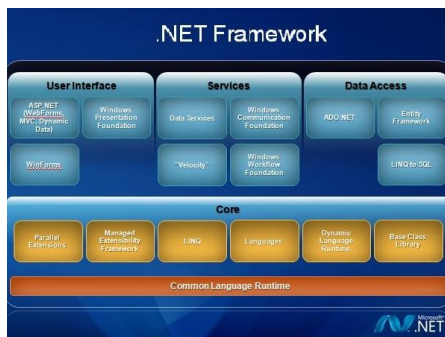 .NET Framework
User Interface
Services
Data Access
ASP.NET
(WebForms,
MVC, Dynamic
Data)
Windows
Presentation
Foundation
Data Services
Windows
Communication
Foundation
ADO.NET
Entity
Framework
WinForms
"Velocity"
Windows
Workflow
Foundation
LINQ to SQL
Core
Parallel
Extensions
Managed
Extensibility
Framework
LINQ
Languages
Dynamic
Language
Runtime
Base Class
Library
Common Language Runtime
Microsoft
.NET